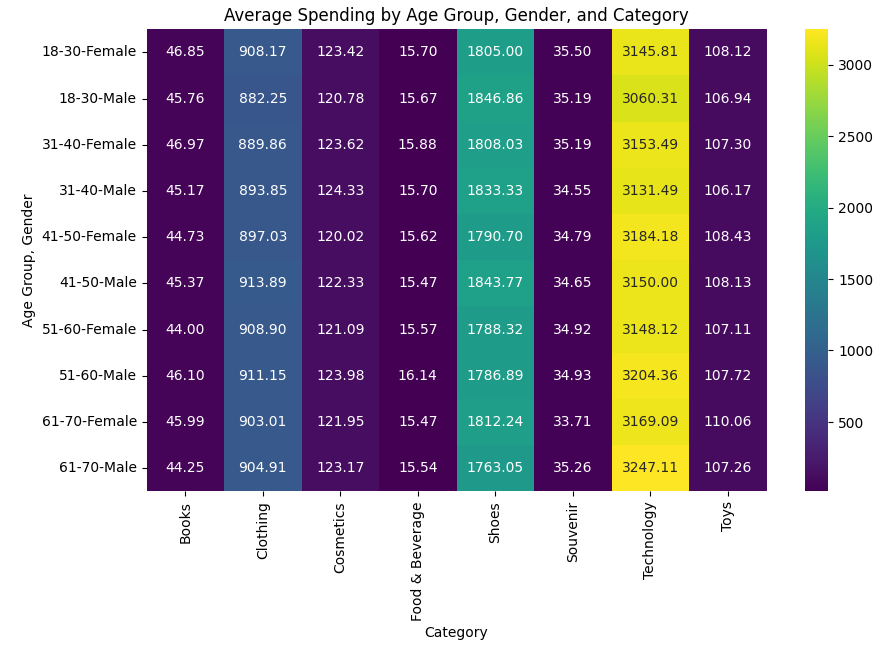 Average Spending by Age Group, Gender, and Category
18-30-Female 46.85 908.17 123.42 15.70 1805.00 35.50 3145.81 108.12
18-30-Male 45.76 882.25 120.78 15.67 1846.86 35.19 3060.31 106.94
31-40-Female 46.97 889.86 123.62 15.88 1808.03 35.19 3153.49 107.30
31-40-Male 45.17 893.85 124.33 15.70 1833.33 34.55 3131.49 106.17
41-50-Female 44.73 897.03 120.02 15.62 1790.70 34.79 3184.18 108.43
41-50-Male 45.37 913.89 122.33 15.47 1843.77 34.65 3150.00 108.13
51-60-Female 44.00 908.90 121.09 15.57 1788.32 34.92 3148.12 107.11
51-60-Male 46.10 911.15 123.98 16.14 1786.89 34.93 3204.36 107.72
61-70-Female 45.99 903.01 121.95 15.47 1812.24 33.71 3169.09 110.06
61-70-Male 44.25 904.91 123.17 15.54 1763.05 35.26 3247.11 107.26
Age Group, Gender
Books
Clothing
Cosmetics
Food & Beverage
Shoes
Souvenir
Technology
Toys
Category
3000
2500
2000
1500
1000
500